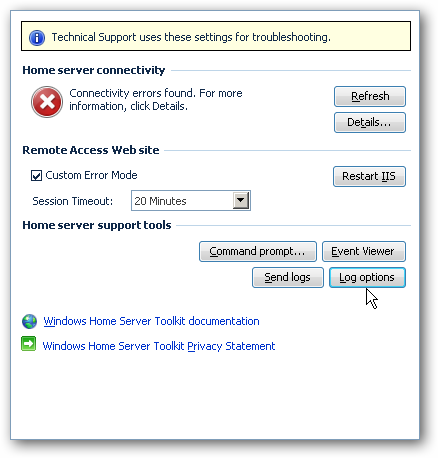 Technical Support uses these settings for troubleshooting.
Home server connectivity
Connectivity errors found. For more
information, click Details.
Refresh
Details...
Remote Access Web site
Custom Error Mode
Restart IIS
Session Timeout:
20 Minutes
Home server support tools
Command prompt...
Event Viewer
Send logs
Log options
Windows Home Server Toolkit documentation
Windows Home Server Toolkit Privacy Statement